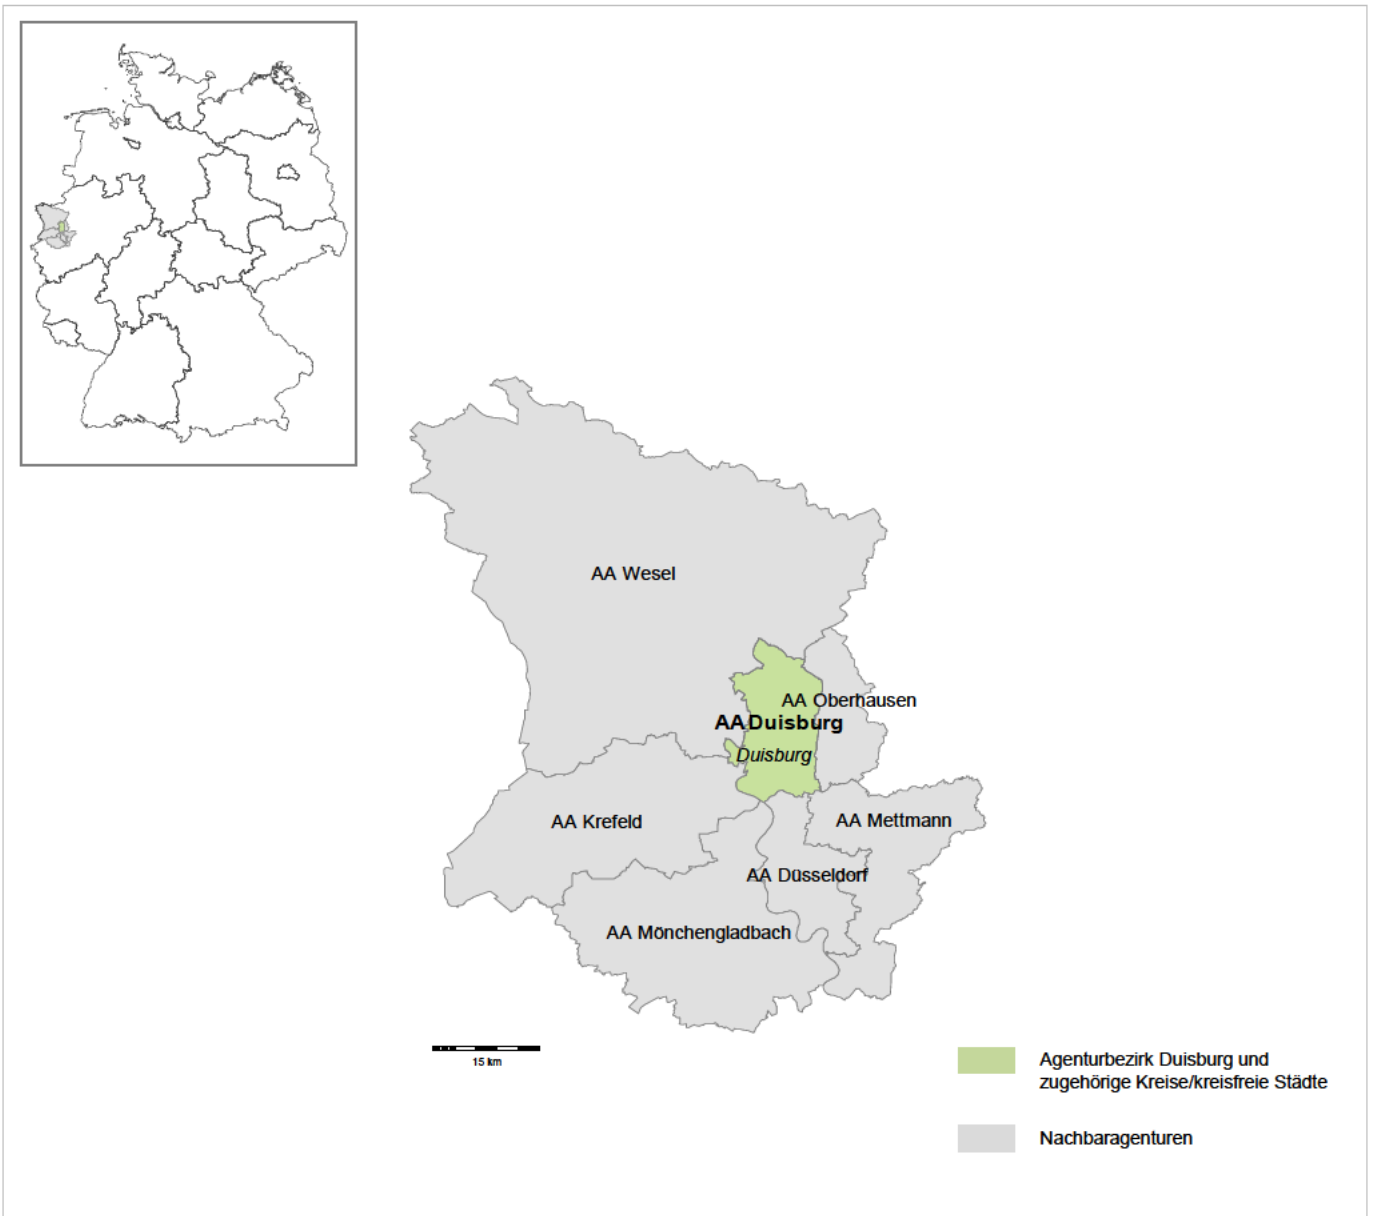 AA Wesel
AA Oberhausen
AA Duisburg
Duisburg
AA Krefeld
AA Mettmann
AA Düsseldorf
AA Mönchengladbach
15 km
Agenturbezirk Duisburg und
zugehörige Kreise/kreisfreie Städte
Nachbaragenturen